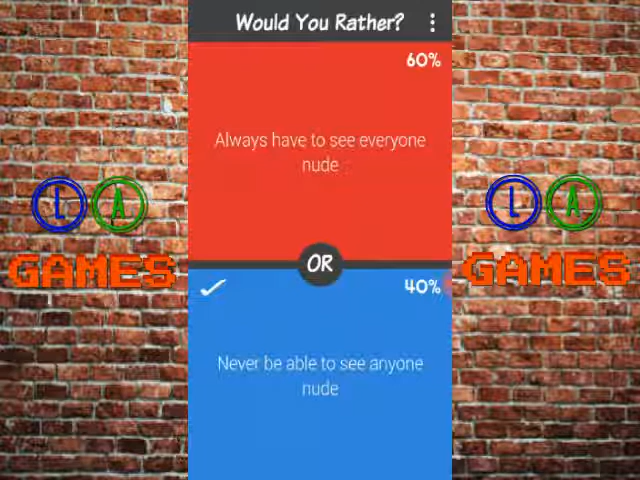 Would You Rather?
60%
Always have to see everyone
nude
L A
GAMES
L A
GAMES
OR
40%
Never be able to see anyone
nude